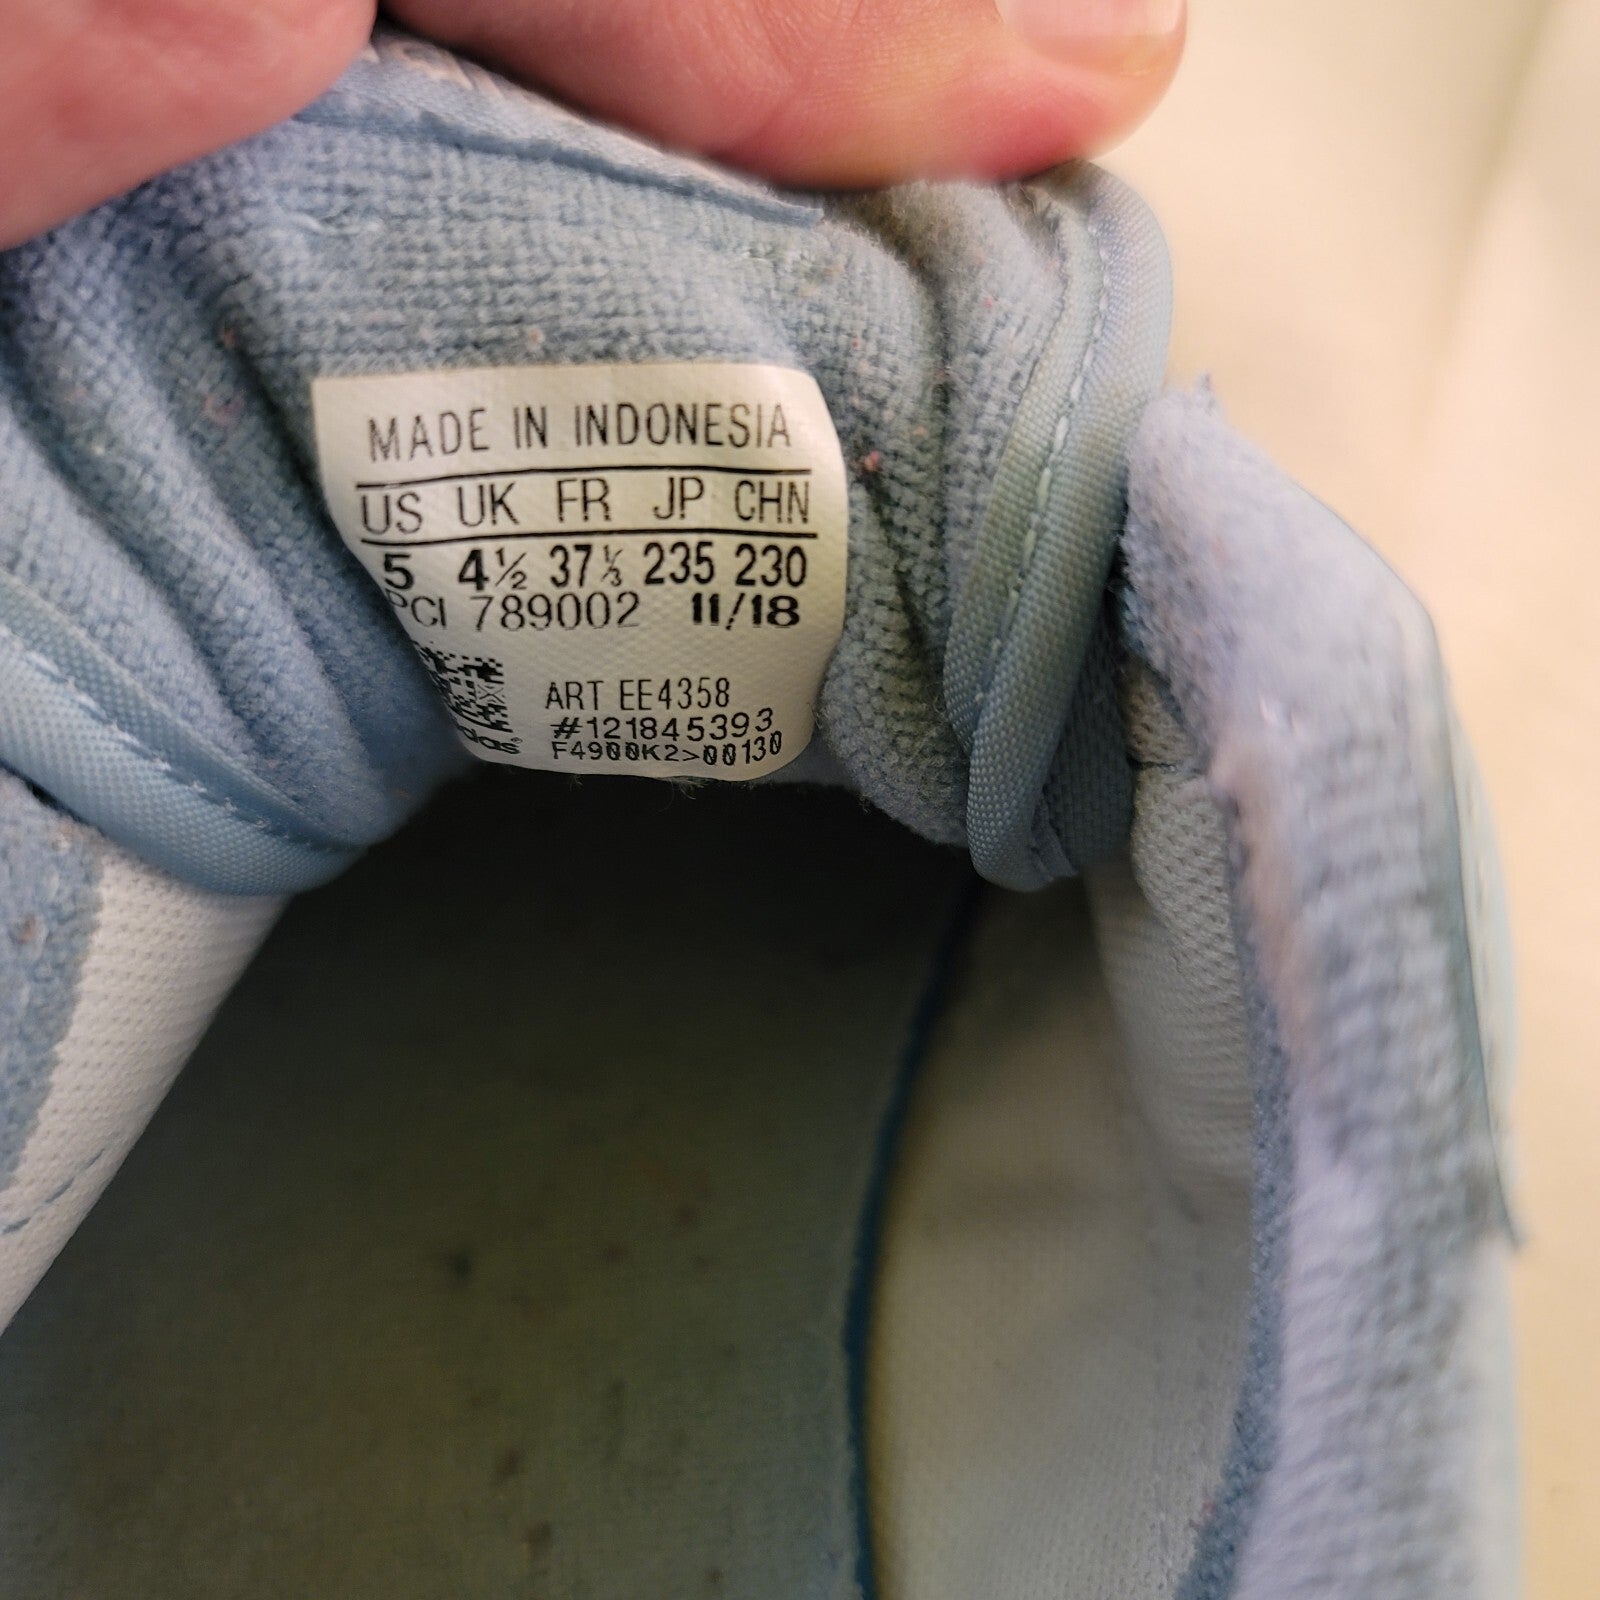 MADE IN INDONESIA
US UK FR JP CHN
5 4½ 37⅓ 235 230
PCI 789002 11/18
ART EE4358
#121845393
F4900K2>00130